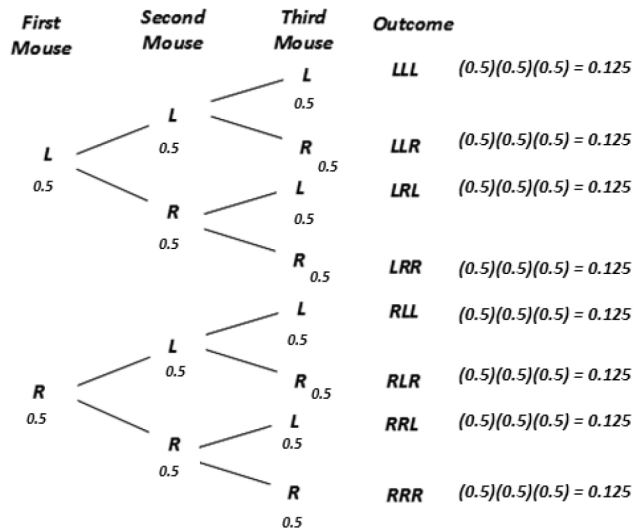 First Mouse Second Mouse Third Mouse Outcome
L LLL (0.5)(0.5)(0.5) = 0.125
0.5
L
0.5
R LLR (0.5)(0.5)(0.5) = 0.125
0.5
L
0.5
L LRL (0.5)(0.5)(0.5) = 0.125
0.5
R
0.5
R LRR (0.5)(0.5)(0.5) = 0.125
0.5
L RLL (0.5)(0.5)(0.5) = 0.125
0.5
L
0.5
R RLR (0.5)(0.5)(0.5) = 0.125
0.5
R
0.5
L RRL (0.5)(0.5)(0.5) = 0.125
0.5
R
0.5
R RRR (0.5)(0.5)(0.5) = 0.125
0.5